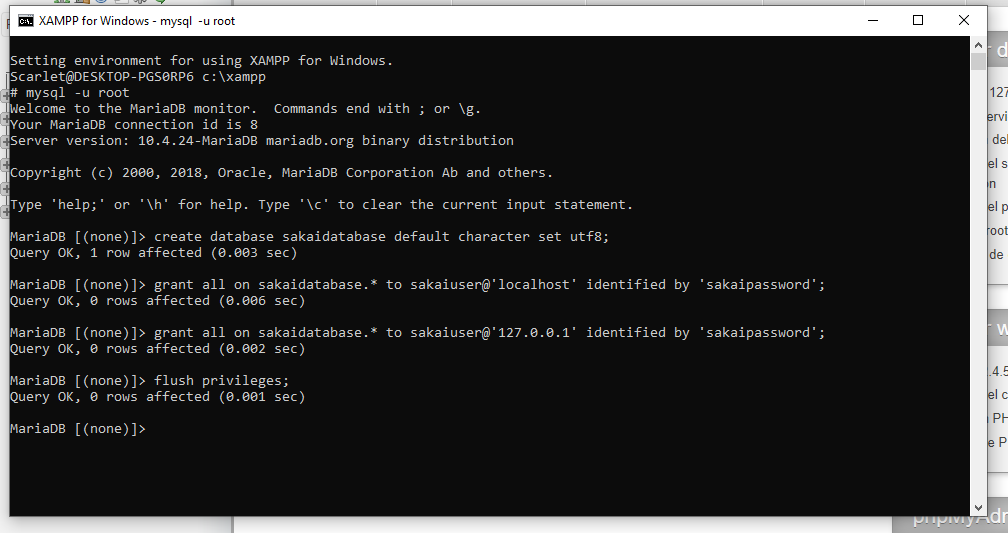 XAMPP for Windows - mysql -u root
Setting environment for using XAMPP for Windows.
Scarlet@DESKTOP-PGS0RP6 c:\xampp
# mysql -u root
Welcome to the MariaDB monitor.  Commands end with ; or \g.
Your MariaDB connection id is 8
Server version: 10.4.24-MariaDB mariadb.org binary distribution
Copyright (c) 2000, 2018, Oracle, MariaDB Corporation Ab and others.
Type 'help;' or '\h' for help. Type '\c' to clear the current input statement.
MariaDB [(none)]> create database sakaidatabase default character set utf8;
Query OK, 1 row affected (0.003 sec)
MariaDB [(none)]> grant all on sakaidatabase.* to sakaiuser@'localhost' identified by 'sakaipassword';
Query OK, 0 rows affected (0.006 sec)
MariaDB [(none)]> grant all on sakaidatabase.* to sakaiuser@'127.0.0.1' identified by 'sakaipassword';
Query OK, 0 rows affected (0.002 sec)
MariaDB [(none)]> flush privileges;
Query OK, 0 rows affected (0.001 sec)
MariaDB [(none)]>
phpMyAdm